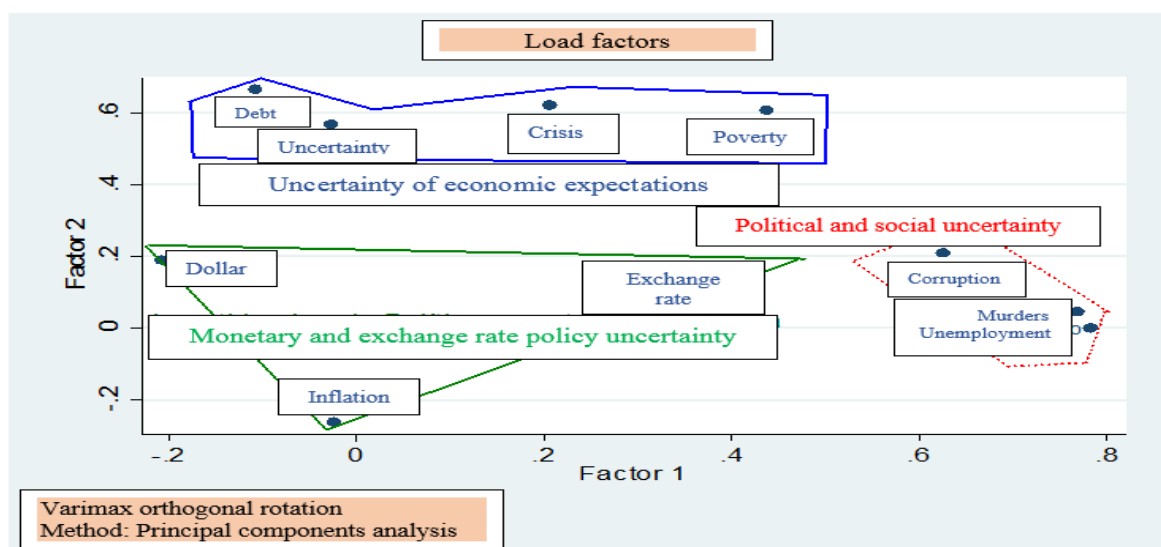 Load factors
Debt
Uncertainty
Crisis
Poverty
Uncertainty of economic expectations
Political and social uncertainty
Dollar
Exchange
rate
Corruption
Murders
Unemployment
o
Monetary and exchange rate policy uncertainty
Inflation
Factor 2
.6
.4
.2
0
-.2
-.2
0
.2
.4
.6
.8
Factor 1
Varimax orthogonal rotation
Method: Principal components analysis